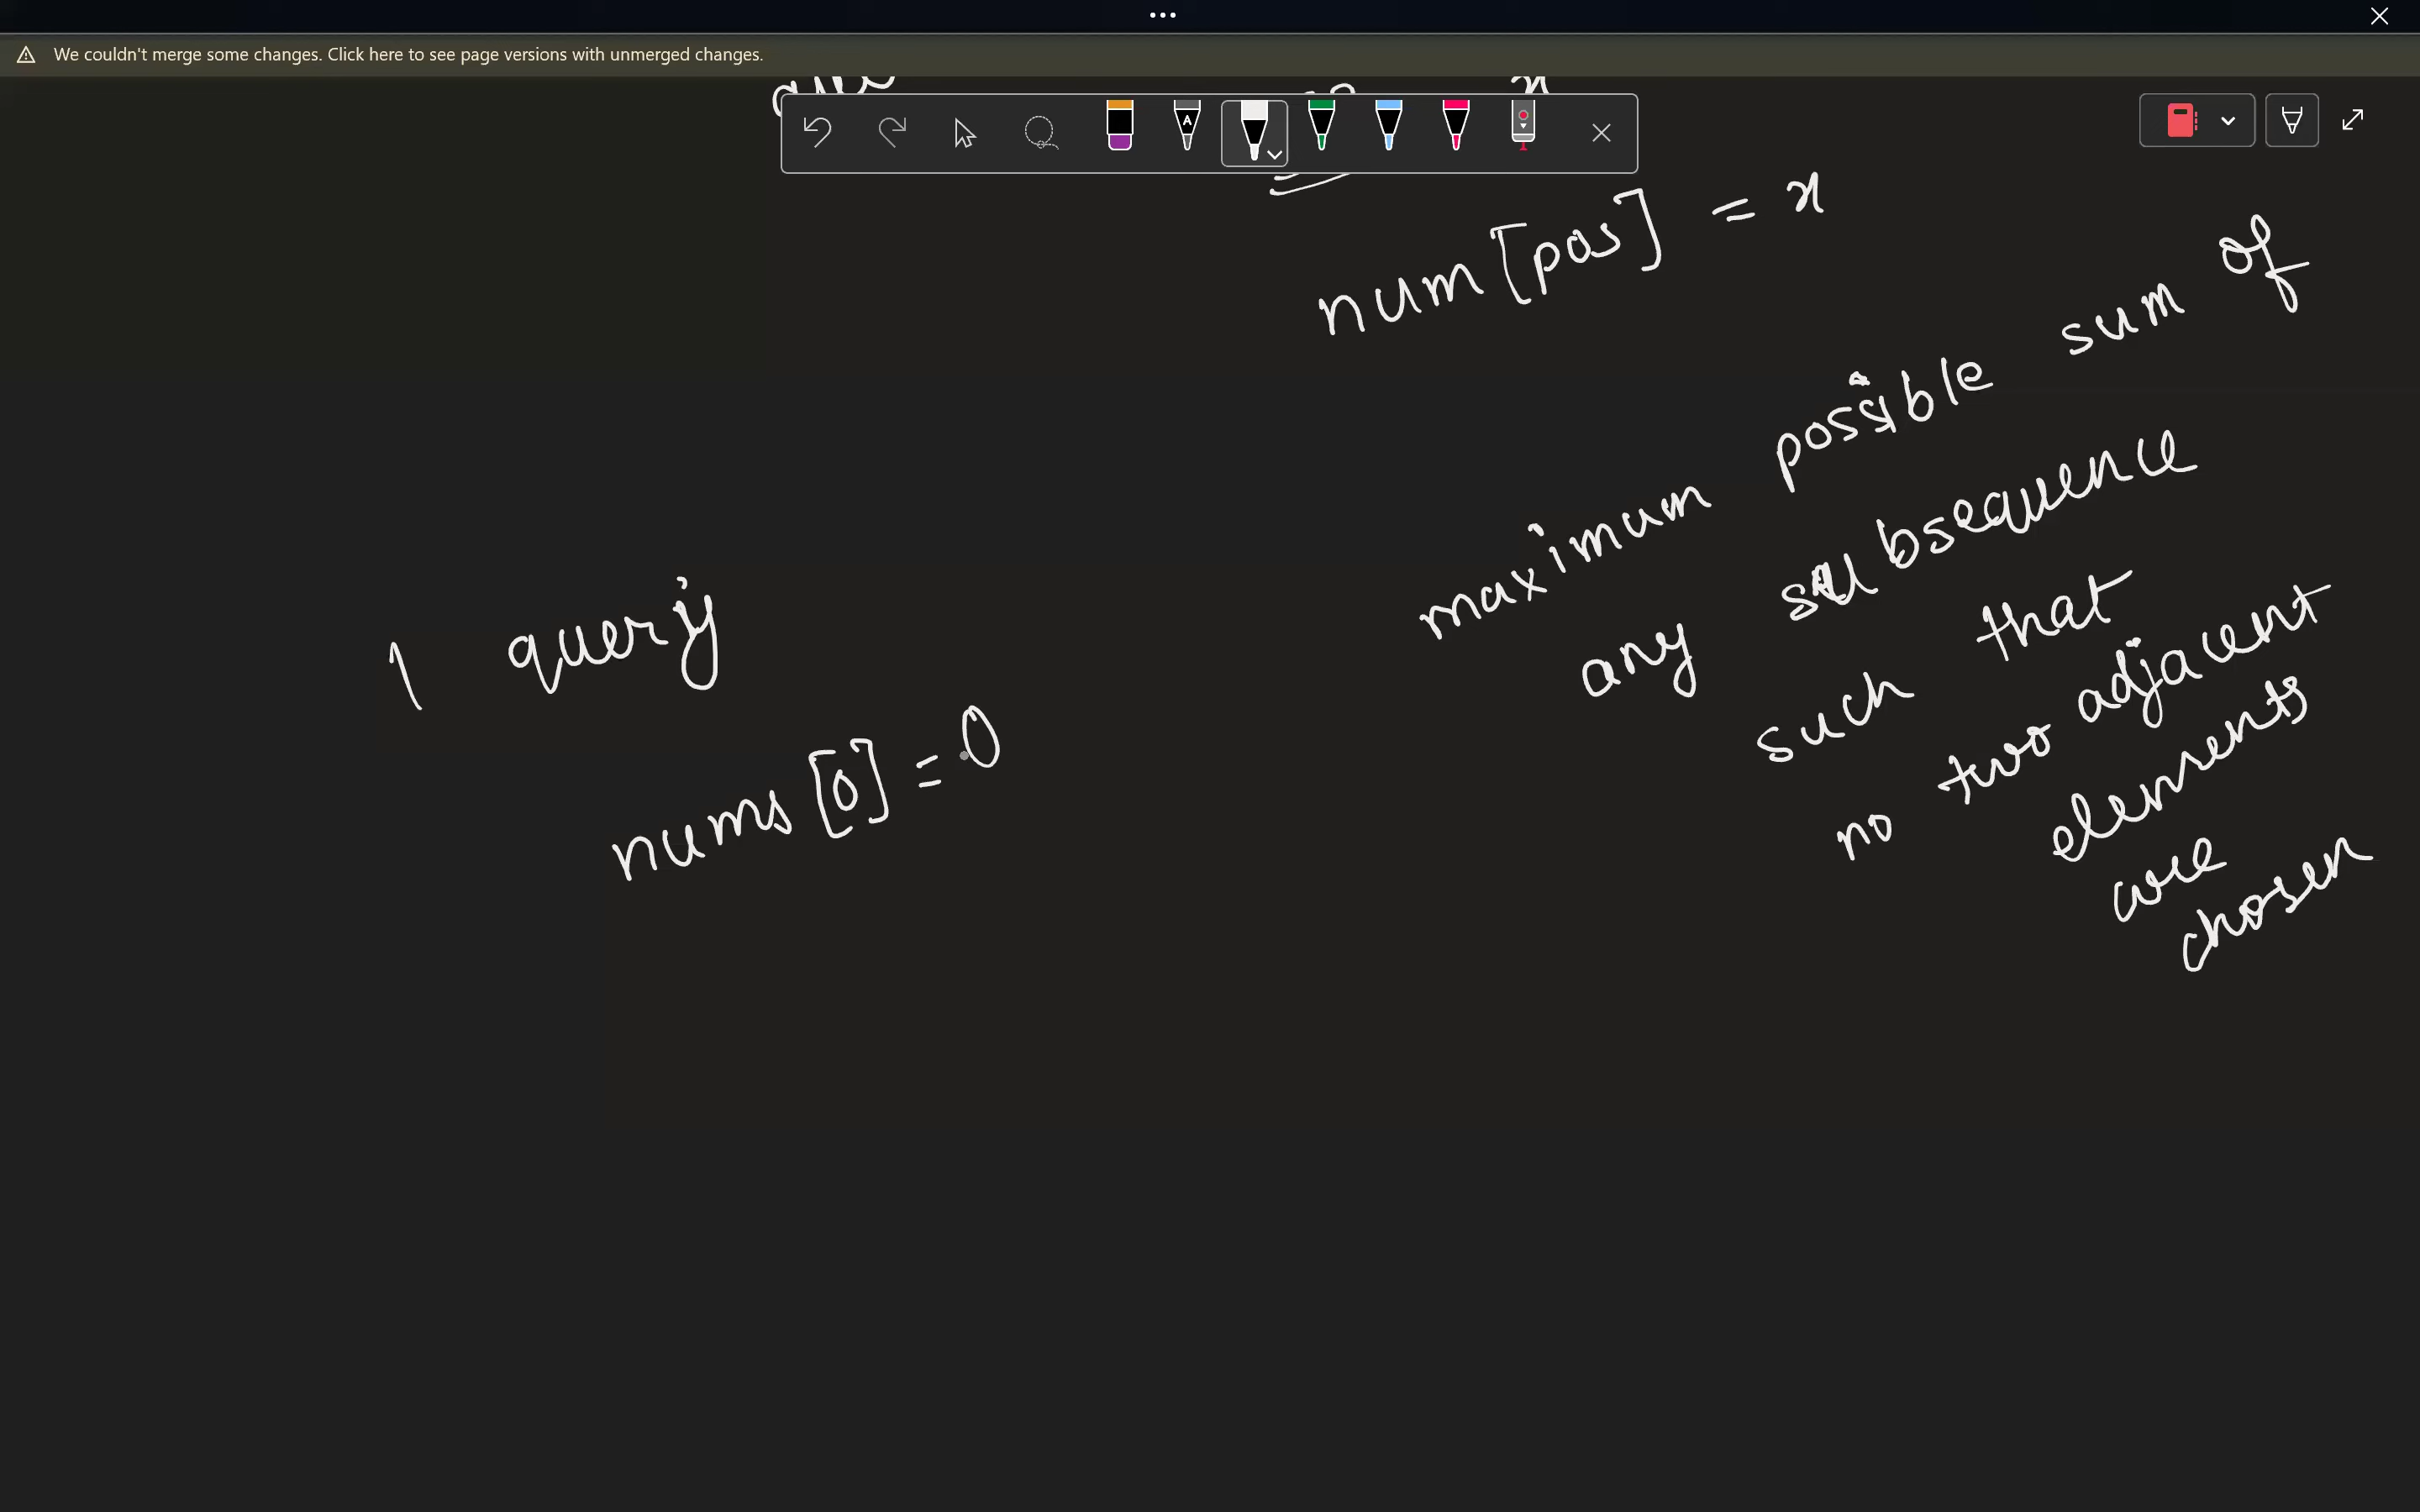 We couldn't merge some changes. Click here to see page versions with unmerged changes.
A
num[pos] = x
maximum possible sum of
any subsequence
such that
no two adjacent
elements
are
chosen
1 query
nums[0] = 0